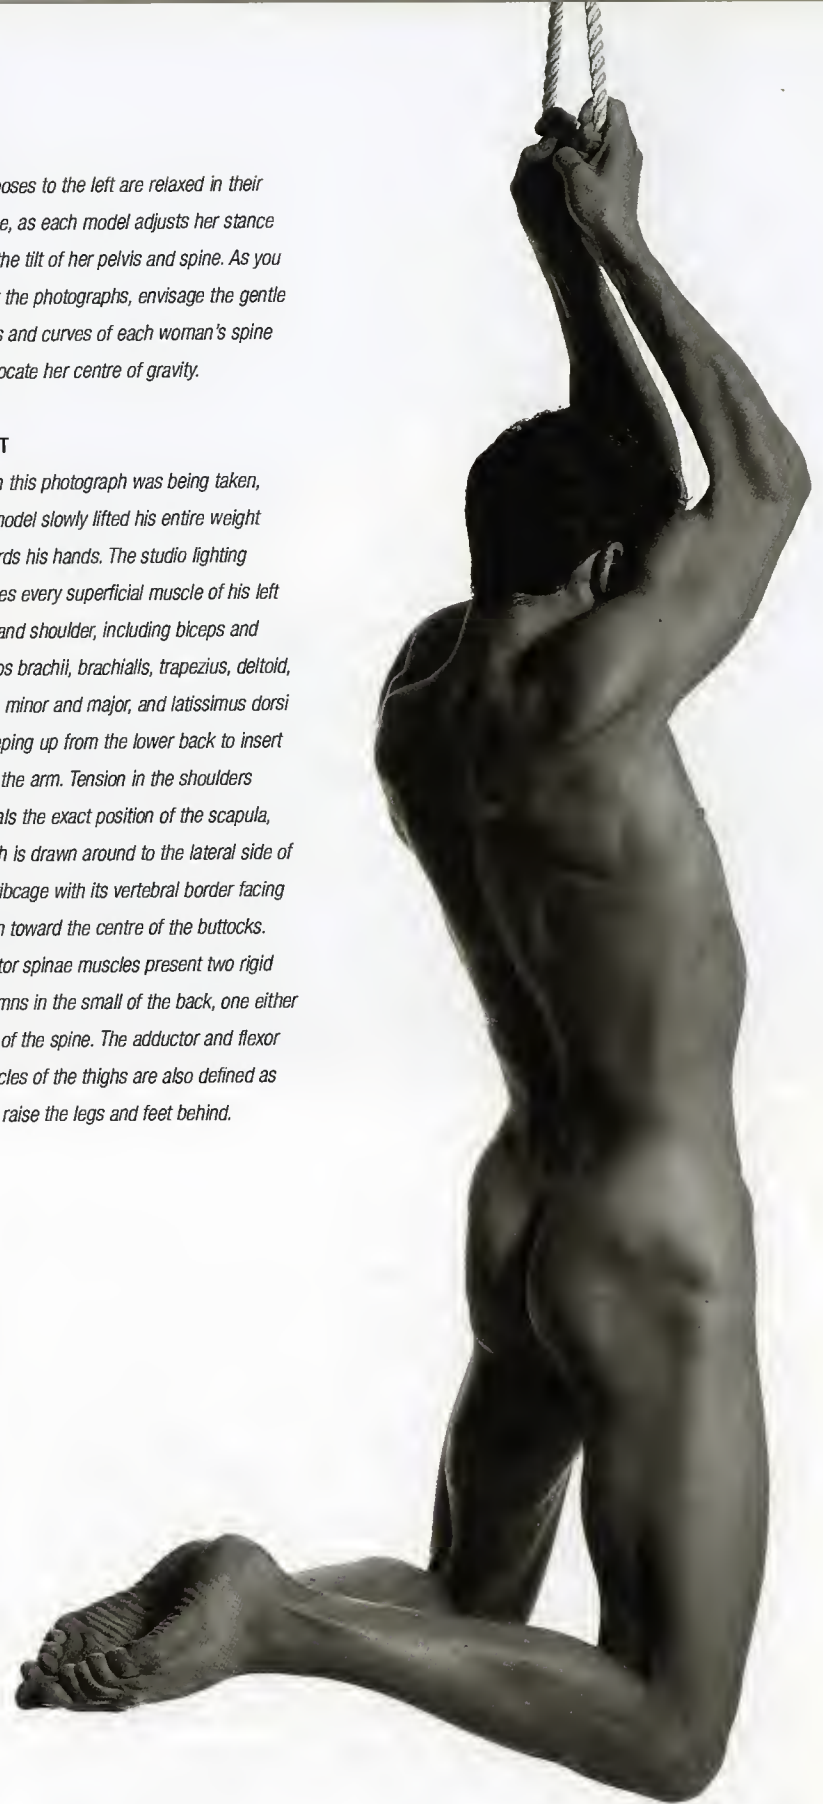 oses to the left are relaxed in their
e, as each model adjusts her stance
he tilt of her pelvis and spine. As you
the photographs, envisage the gentle
s and curves of each woman's spine
ocate her centre of gravity.
T
this photograph was being taken,
nodel slowly lifted his entire weight
rds his hands. The studio lighting
es every superficial muscle of his left
and shoulder, including biceps and
ps brachii, brachialis, trapezius, deltoid,
minor and major, and latissimus dorsi
ping up from the lower back to insert
the arm. Tension in the shoulders
als the exact position of the scapula,
h is drawn around to the lateral side of
ibcage with its vertebral border facing
n toward the centre of the buttocks.
tor spinae muscles present two rigid
mns in the small of the back, one either
of the spine. The adductor and flexor
cles of the thighs are also defined as
raise the legs and feet behind.